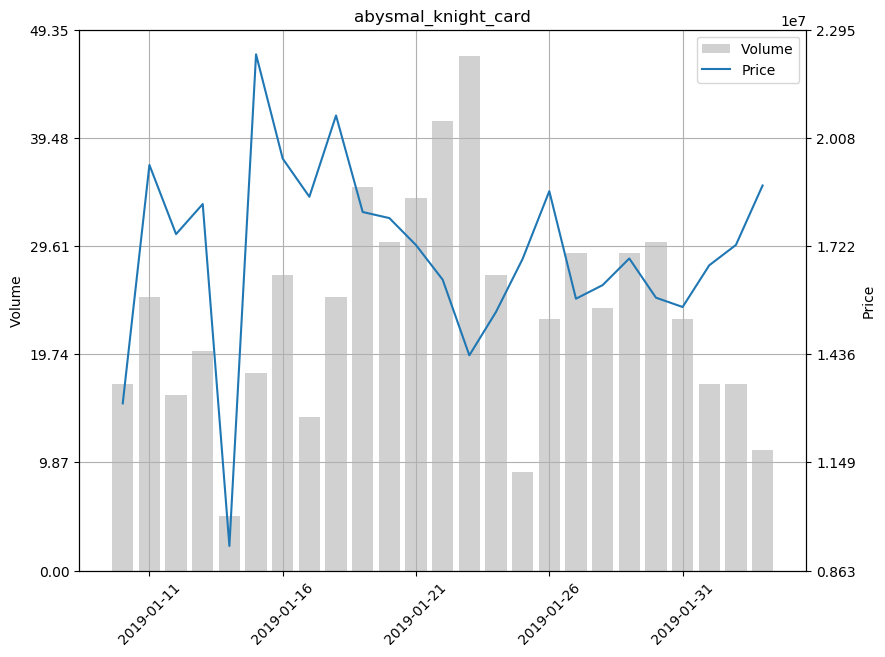 abysmal_knight_card
1e7
49.35
39.48
29.61
19.74
9.87
0.00
Volume
2.295
2.008
1.722
1.436
1.149
0.863
Price
Volume
Price
2019-01-11
2019-01-16
2019-01-21
2019-01-26
2019-01-31